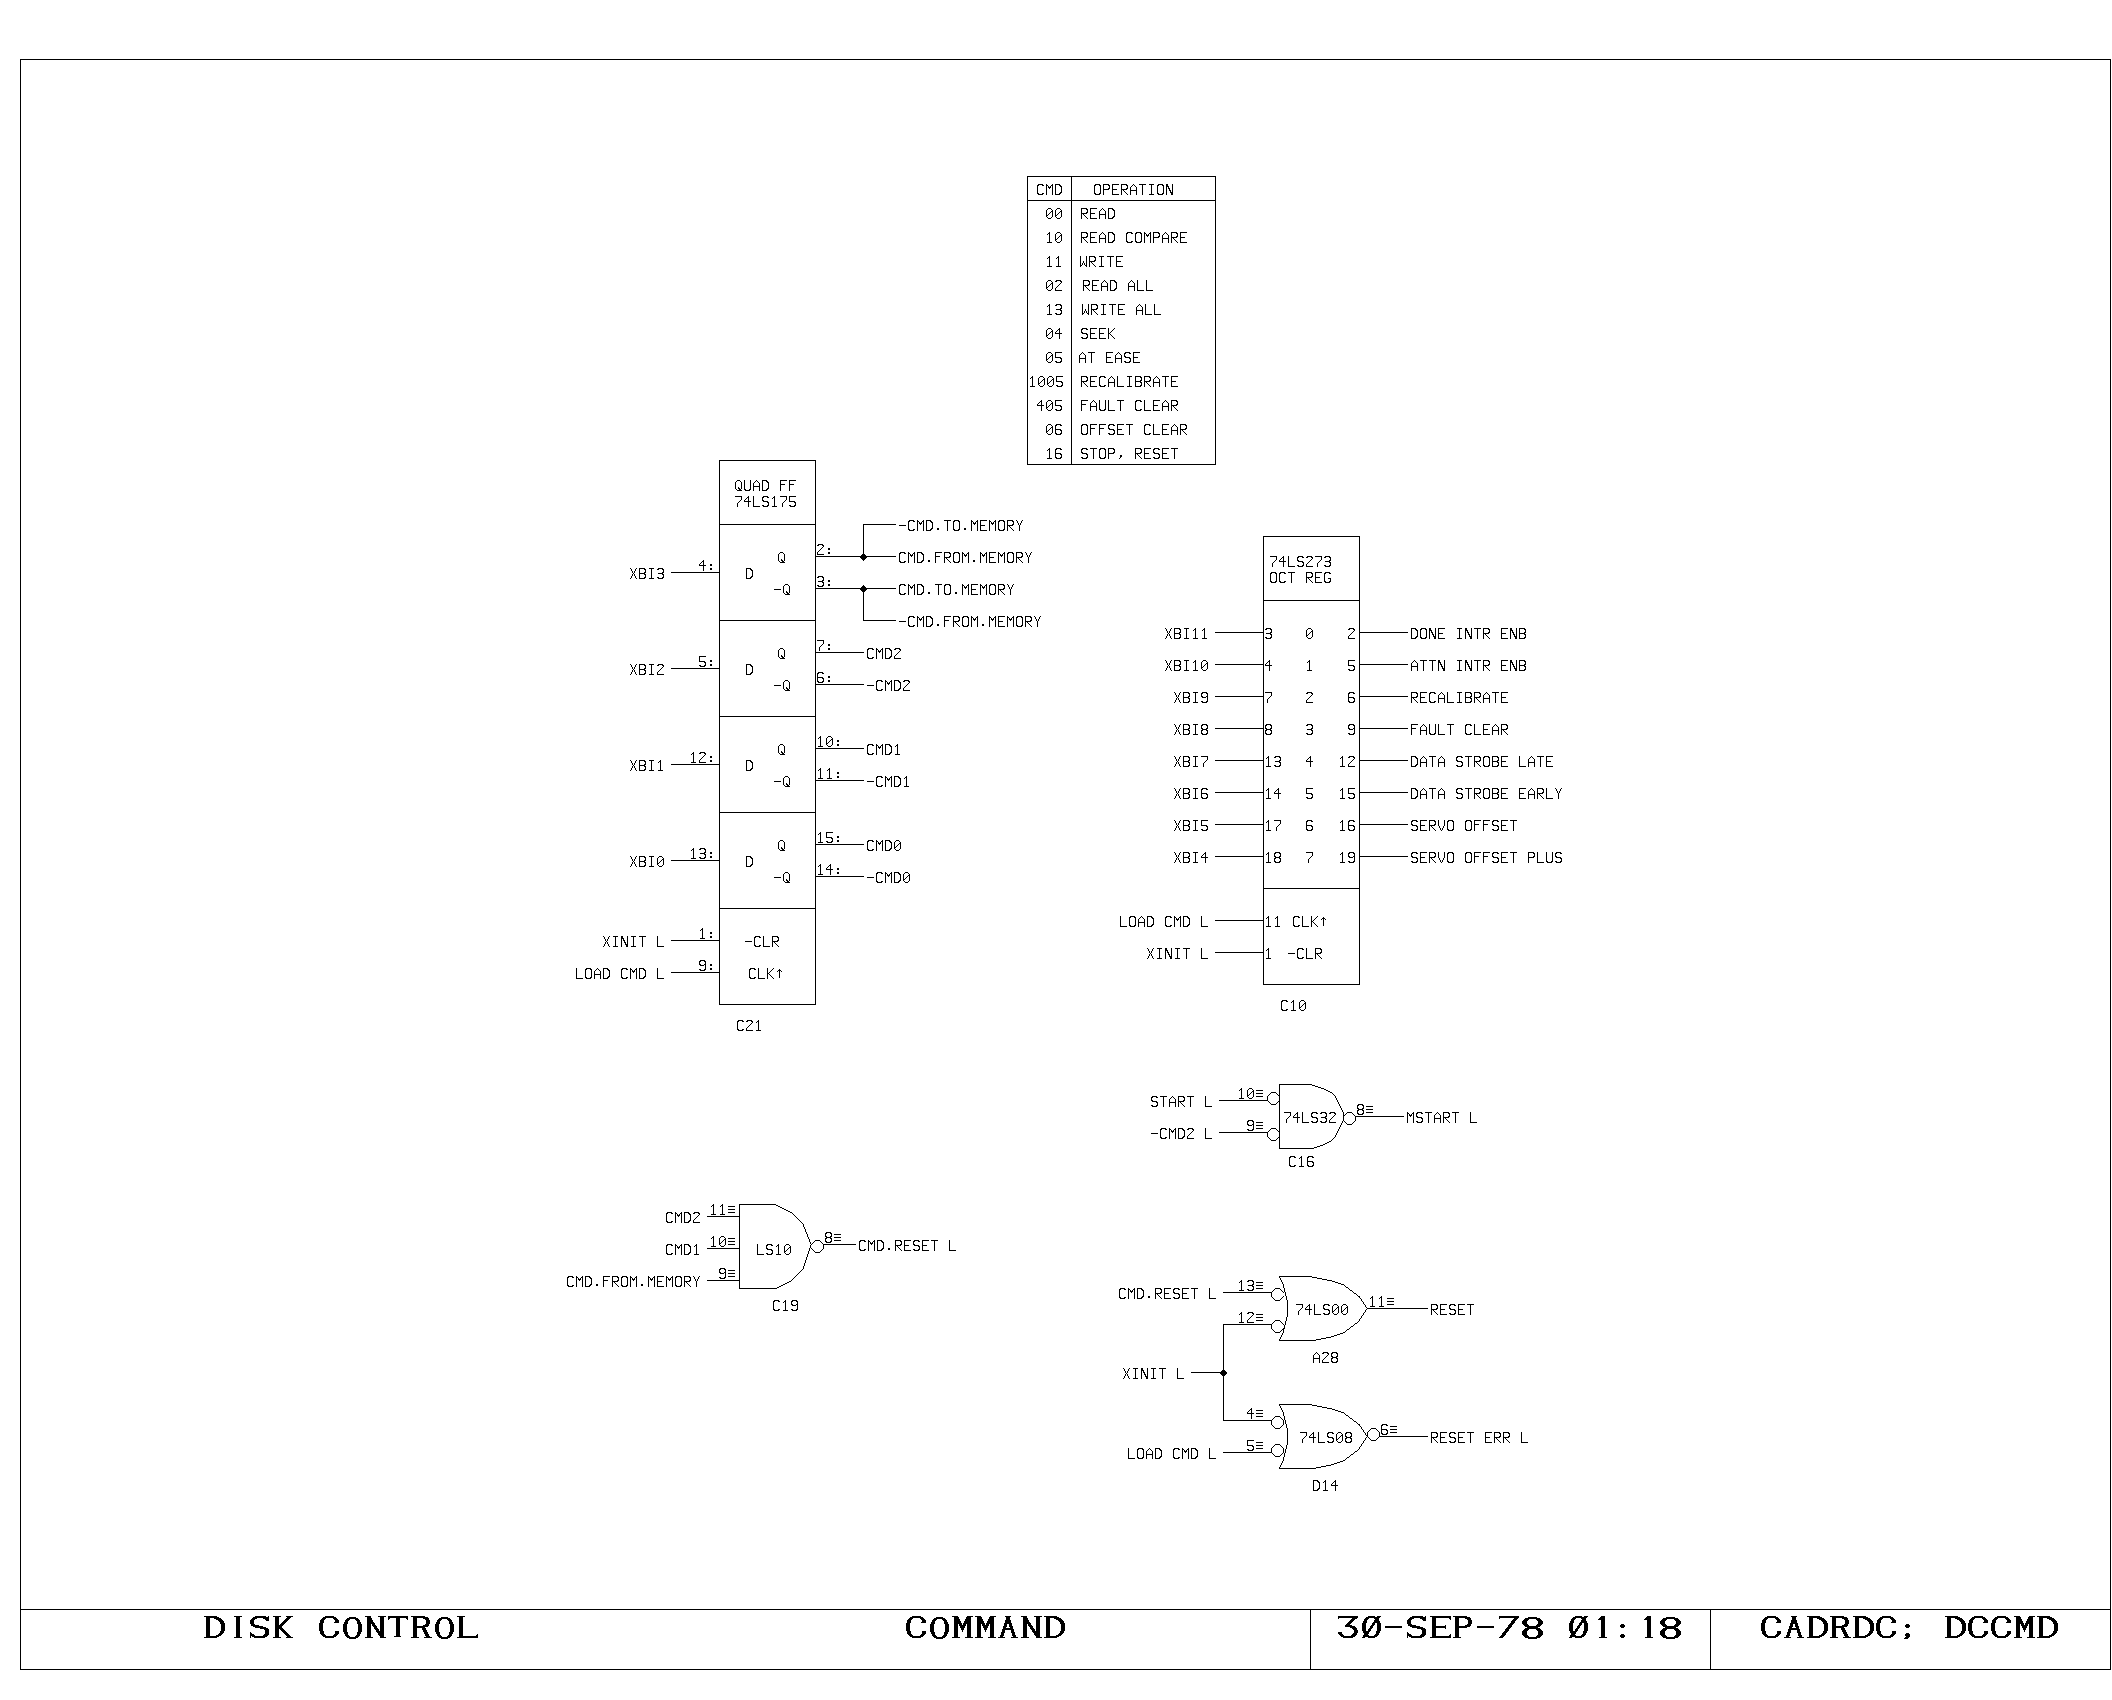 CMD OPERATION
00 READ
10 READ COMPARE
11 WRITE
02 READ ALL
13 WRITE ALL
04 SEEK
05 AT EASE
1005 RECALIBRATE
405 FAULT CLEAR
06 OFFSET CLEAR
16 STOP, RESET
QUAD FF
74LS175
XBI3 4: D Q 2: -CMD.TO.MEMORY
CMD.FROM.MEMORY
-Q 3: CMD.TO.MEMORY
-CMD.FROM.MEMORY
XBI2 5: D Q 7: CMD2
-Q 6: -CMD2
XBI1 12: D Q 10: CMD1
-Q 11: -CMD1
XBI0 13: D Q 15: CMD0
-Q 14: -CMD0
XINIT L 1: -CLR
LOAD CMD L 9: CLK↑
C21
74LS273
OCT REG
XBI11 3 0 2 DONE INTR ENB
XBI10 4 1 5 ATTN INTR ENB
XBI9 7 2 6 RECALIBRATE
XBI8 8 3 9 FAULT CLEAR
XBI7 13 4 12 DATA STROBE LATE
XBI6 14 5 15 DATA STROBE EARLY
XBI5 17 6 16 SERVO OFFSET
XBI4 18 7 19 SERVO OFFSET PLUS
LOAD CMD L 11 CLK↑
XINIT L 1 -CLR
C10
START L 10≡
74LS32 8≡ MSTART L
-CMD2 L 9≡
C16
CMD2 11≡
CMD1 10≡ LS10 8≡ CMD.RESET L
CMD.FROM.MEMORY 9≡
C19
CMD.RESET L 13≡
74LS00 11≡ RESET
12≡
A28
XINIT L
4≡
74LS08 6≡ RESET ERR L
LOAD CMD L 5≡
D14
DISK CONTROL COMMAND 30-SEP-78 01:18 CADRDC; DCCMD